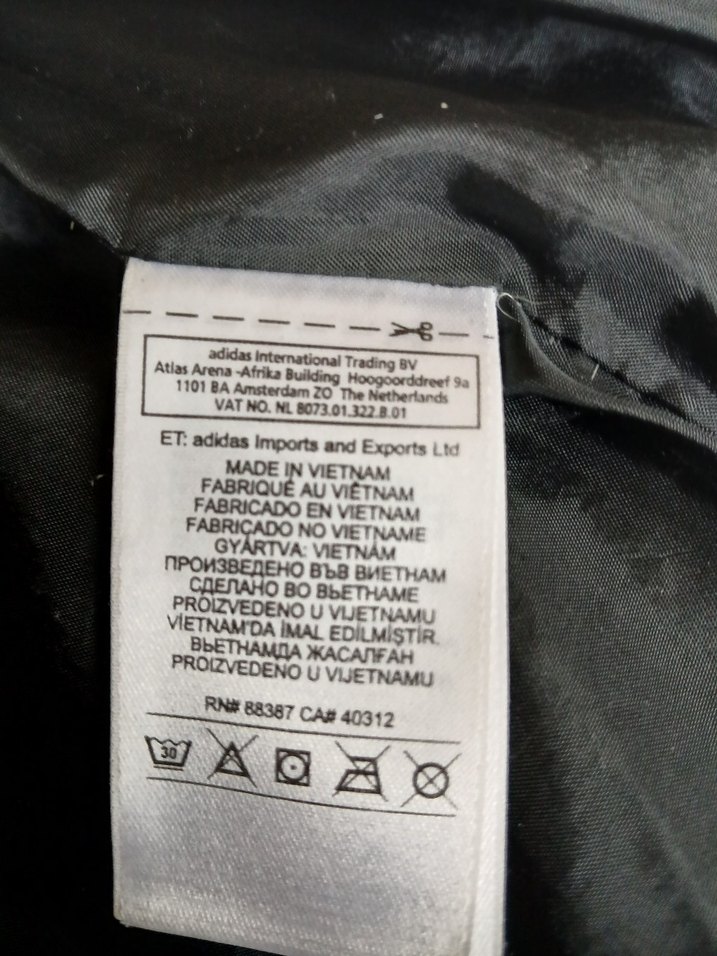 adidas International Trading BV
Atlas Arena -Afrika Building Hoogoorddreef 9a
1101 BA Amsterdam ZO The Netherlands
VAT NO. NL 8073.01.322.B.01
ET: adidas Imports and Exports Ltd
MADE IN VIETNAM
FABRIQUÉ AU VIÊTNAM
FABRICADO EN VIETNAM
FABRICADO NO VIETNAME
GYÁRTVA: VIETNÁM
ПРОИЗВЕДЕНО ВЪВ ВИЕТНАМ
СДЕЛАНО ВО ВЬЕТНАМЕ
PROIZVEDENO U VIJETNAMU
VİETNAM'DA İMAL EDİLMİŞTİR.
ВЬЕТНАМДА ЖАСАЛҒАН
PROIZVEDENO U VIJETNAMU
RN# 88387 CA# 40312
30